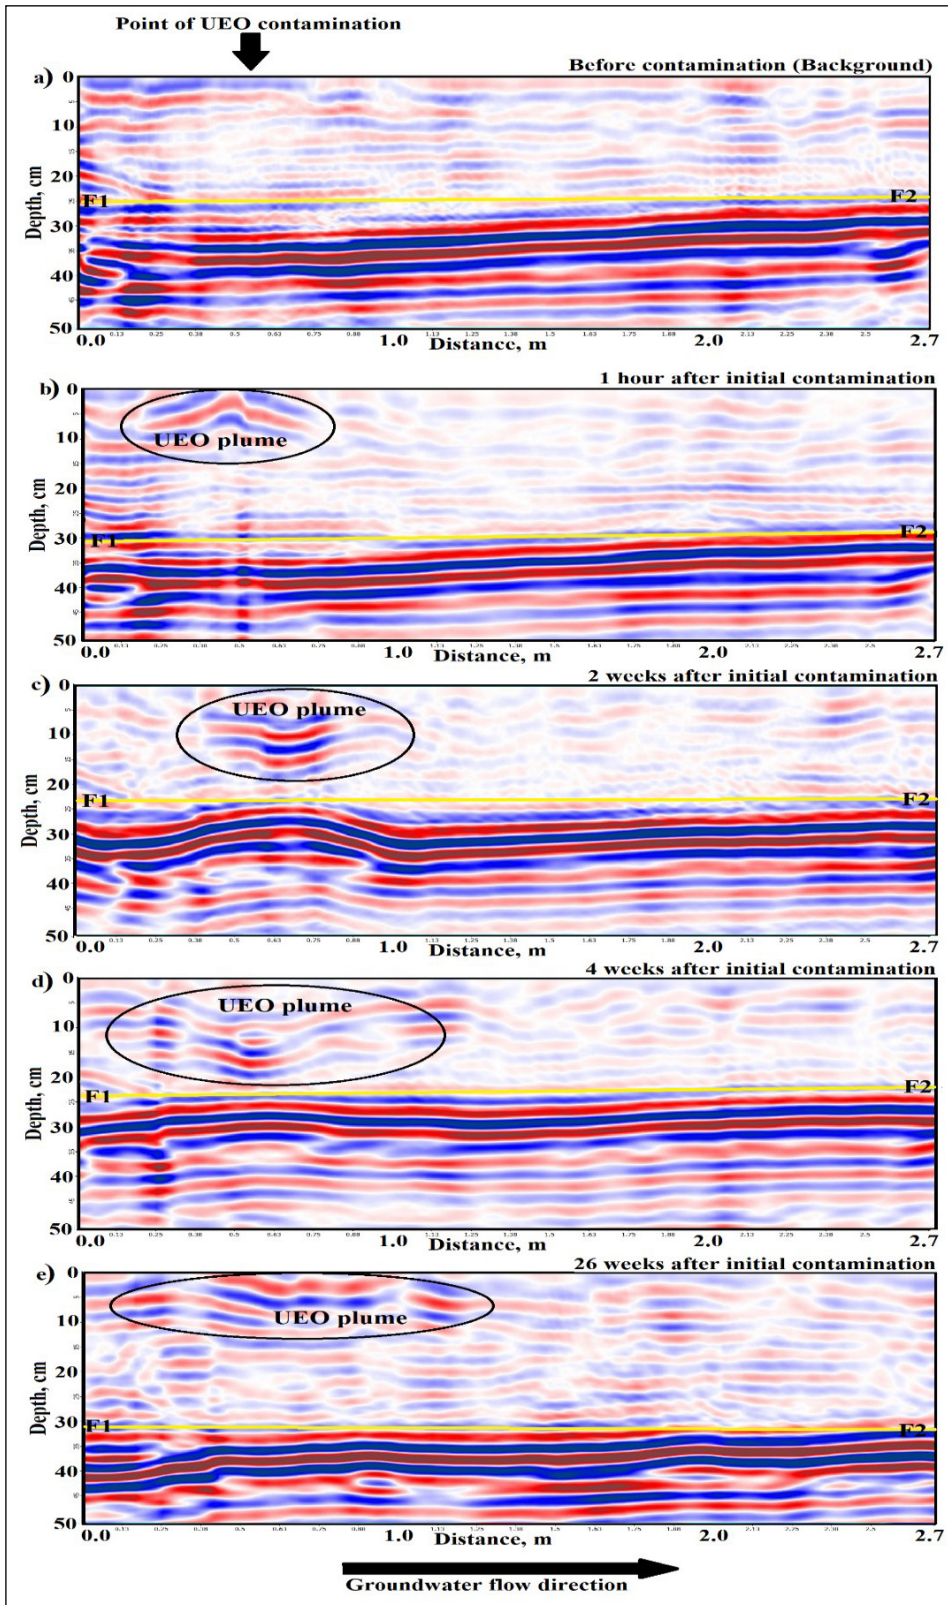 Point of UEO contamination
a)
Before contamination (Background)
0
10
20
30
40
50
Depth, cm
F1
F2
0.0
1.0
2.0
2.7
Distance, m
b)
1 hour after initial contamination
0
10
20
30
40
50
Depth, cm
UEO plume
F1
F2
0.0
1.0
2.0
2.7
Distance, m
c)
2 weeks after initial contamination
0
10
20
30
40
50
Depth, cm
UEO plume
F1
F2
0.0
1.0
2.0
2.7
Distance, m
d)
4 weeks after initial contamination
0
10
20
30
40
50
Depth, cm
UEO plume
F1
F2
0.0
1.0
2.0
2.7
Distance, m
e)
26 weeks after initial contamination
0
10
20
30
40
50
Depth, cm
UEO plume
F1
F2
0.0
1.0
2.0
2.7
Distance, m
Groundwater flow direction